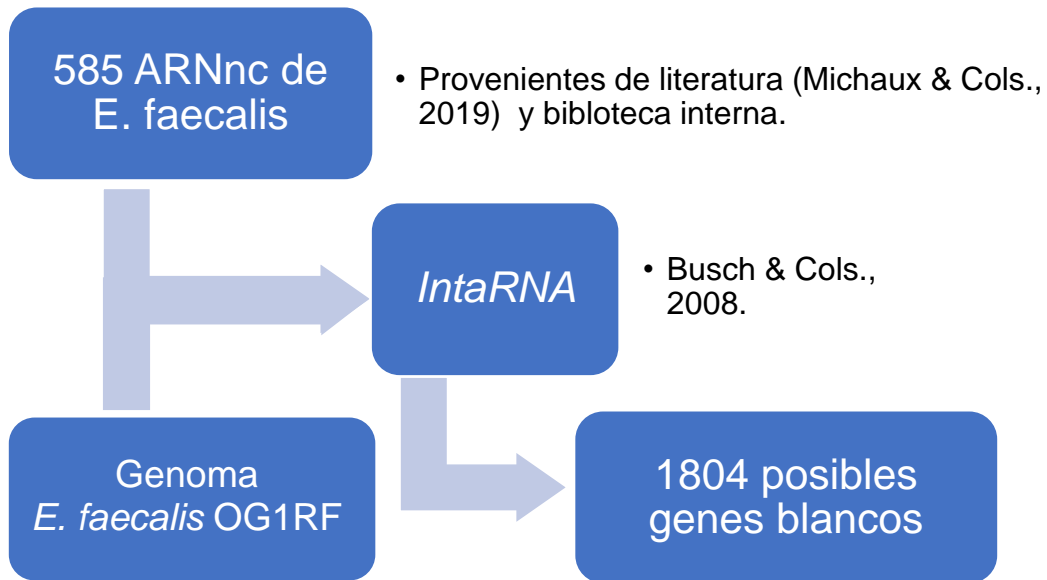 585 ARNnc de
E. faecalis
• Provenientes de literatura (Michaux & Cols.,
2019) y bibloteca interna.
IntaRNA
• Busch & Cols.,
2008.
Genoma
E. faecalis OG1RF
1804 posibles
genes blancos